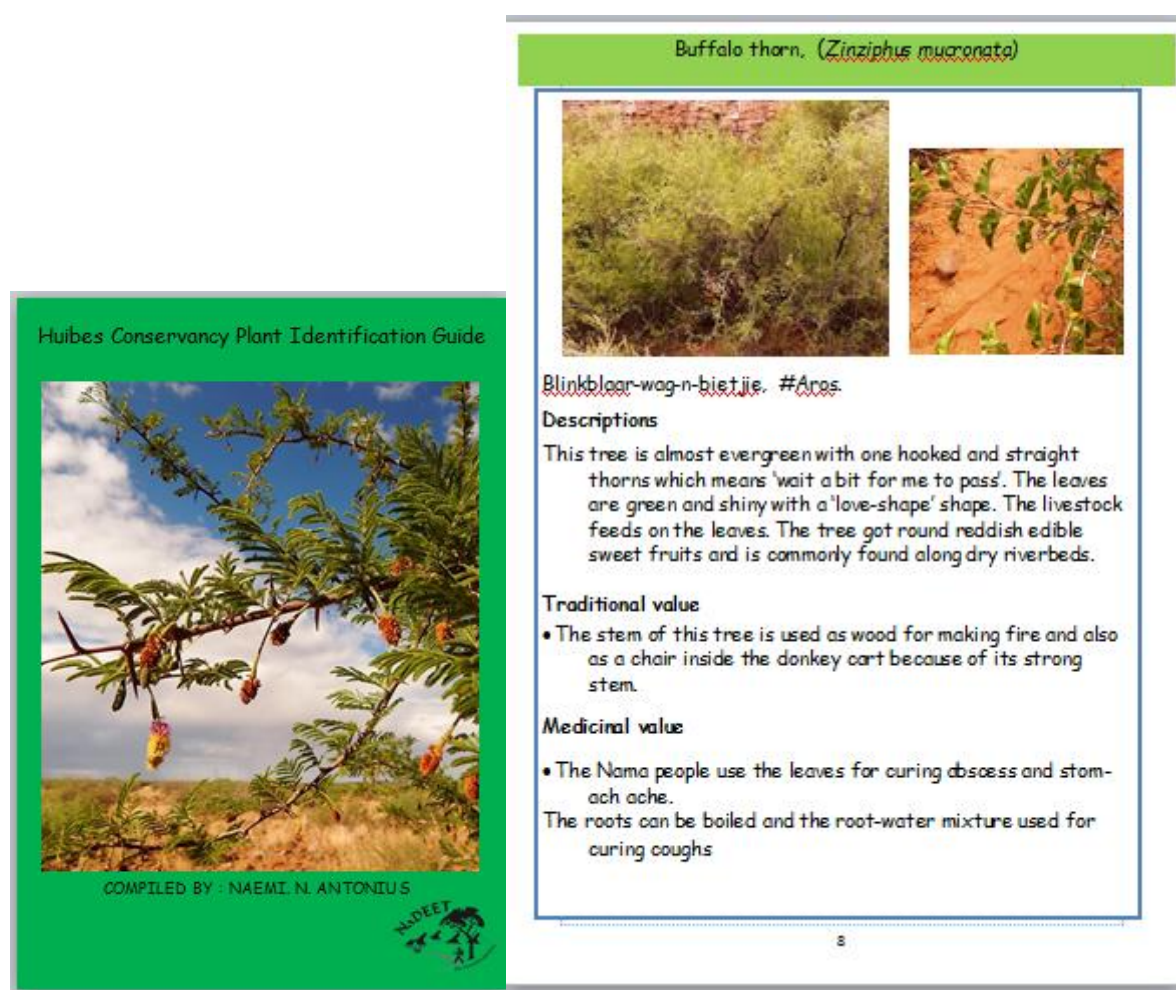 Huibes Conservancy Plant Identification Guide
COMPILED BY : NAEMI. N. ANTONIUS
NaDEET
Buffalo thorn, (Zinziphus mucronata)
Blinkblaar-wag-n-bietjie, #Aros.
Descriptions
This tree is almost evergreen with one hooked and straight
thorns which means 'wait a bit for me to pass'. The leaves
are green and shiny with a 'love-shape' shape. The livestock
feeds on the leaves. The tree got round reddish edible
sweet fruits and is commonly found along dry riverbeds.
Traditional value
• The stem of this tree is used as wood for making fire and also
as a chair inside the donkey cart because of its strong
stem.
Medicinal value
• The Nama people use the leaves for curing abscess and stom-
ach ache.
The roots can be boiled and the root-water mixture used for
curing coughs
8